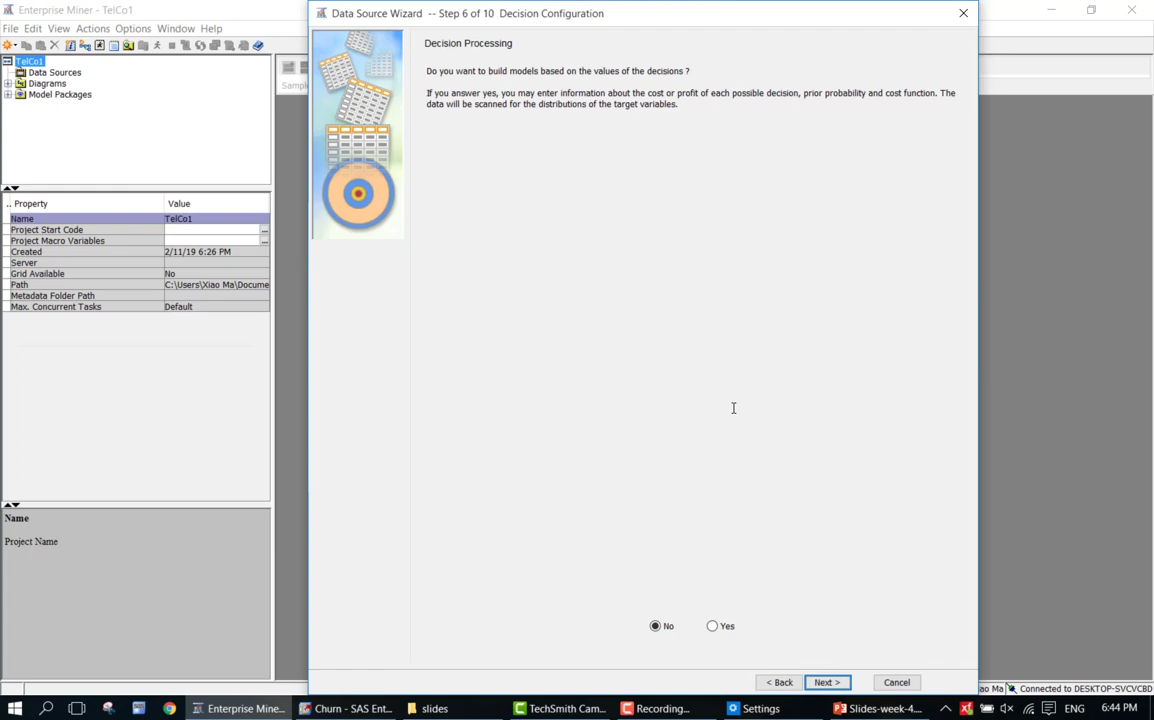 Enterprise Miner - TelCo1
File Edit View Actions Options Window Help
TelCo1
Data Sources
Diagrams
Model Packages
.. Property Value
Name TelCo1
Project Start Code ...
Project Macro Variables ...
Created 2/11/19 6:26 PM
Server
Grid Available No
Path C:\Users\Xiao Ma\Docume
Metadata Folder Path
Max. Concurrent Tasks Default
Name
Project Name
Sampl
Data Source Wizard -- Step 6 of 10 Decision Configuration
Decision Processing
Do you want to build models based on the values of the decisions ?
If you answer yes, you may enter information about the cost or profit of each possible decision, prior probability and cost function. The
data will be scanned for the distributions of the target variables.
No Yes
< Back Next > Cancel
ao Ma Connected to DESKTOP-SVCVCBD
Enterprise Mine... Churn - SAS Ent... slides TechSmith Cam... Recording... Settings Slides-week-4... ENG 6:44 PM